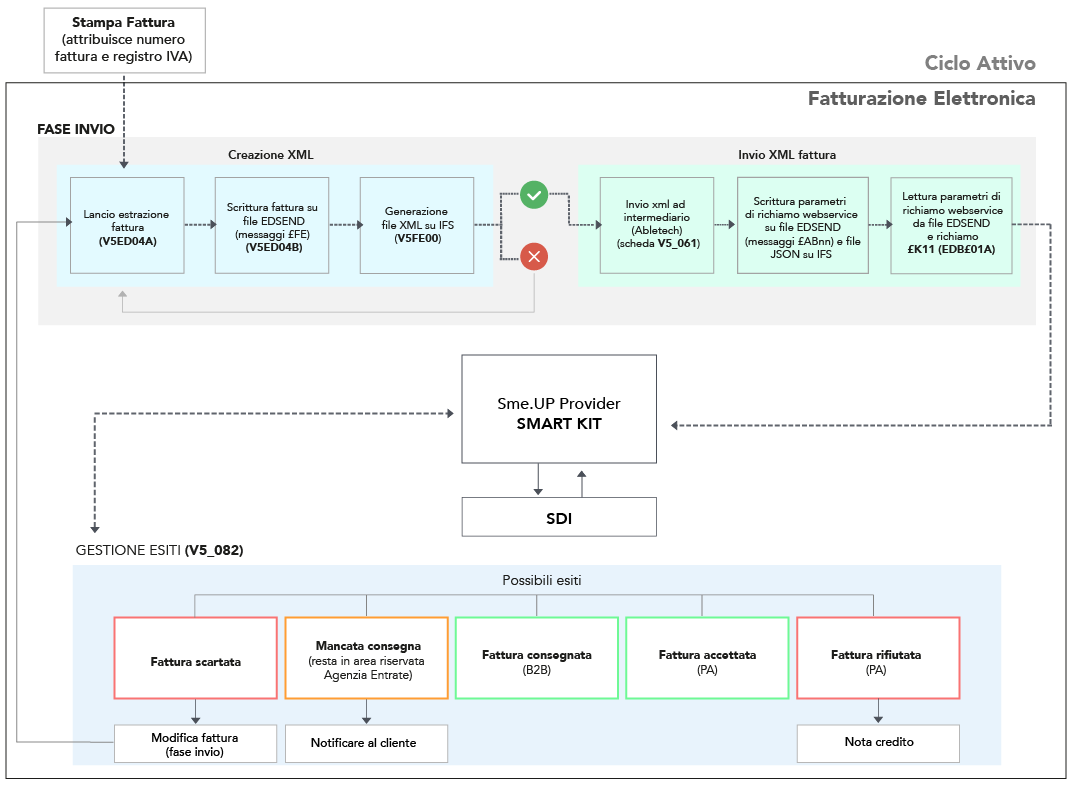 Stampa Fattura
(attribuisce numero
fattura e registro IVA)
Ciclo Attivo
Fatturazione Elettronica
FASE INVIO
Creazione XML
Invio XML fattura
Lancio estrazione
fattura
(V5ED04A)
Scrittura fattura su
file EDSEND
(messaggi £FE)
(V5ED04B)
Generazione
file XML su IFS
(V5FE00)
Invio xml ad
intermediario
(Abletech)
(scheda V5_061)
Scrittura parametri
di richiamo webservice
su file EDSEND
(messaggi £ABnn) e file
JSON su IFS
Lettura parametri di
richiamo webservice
da file EDSEND
e richiamo
£K11 (EDB£01A)
Sme.UP Provider
SMART KIT
SDI
GESTIONE ESITI (V5_082)
Possibili esiti
Fattura scartata
Mancata consegna
(resta in area riservata
Agenzia Entrate)
Fattura consegnata
(B2B)
Fattura accettata
(PA)
Fattura rifiutata
(PA)
Modifica fattura
(fase invio)
Notificare al cliente
Nota credito